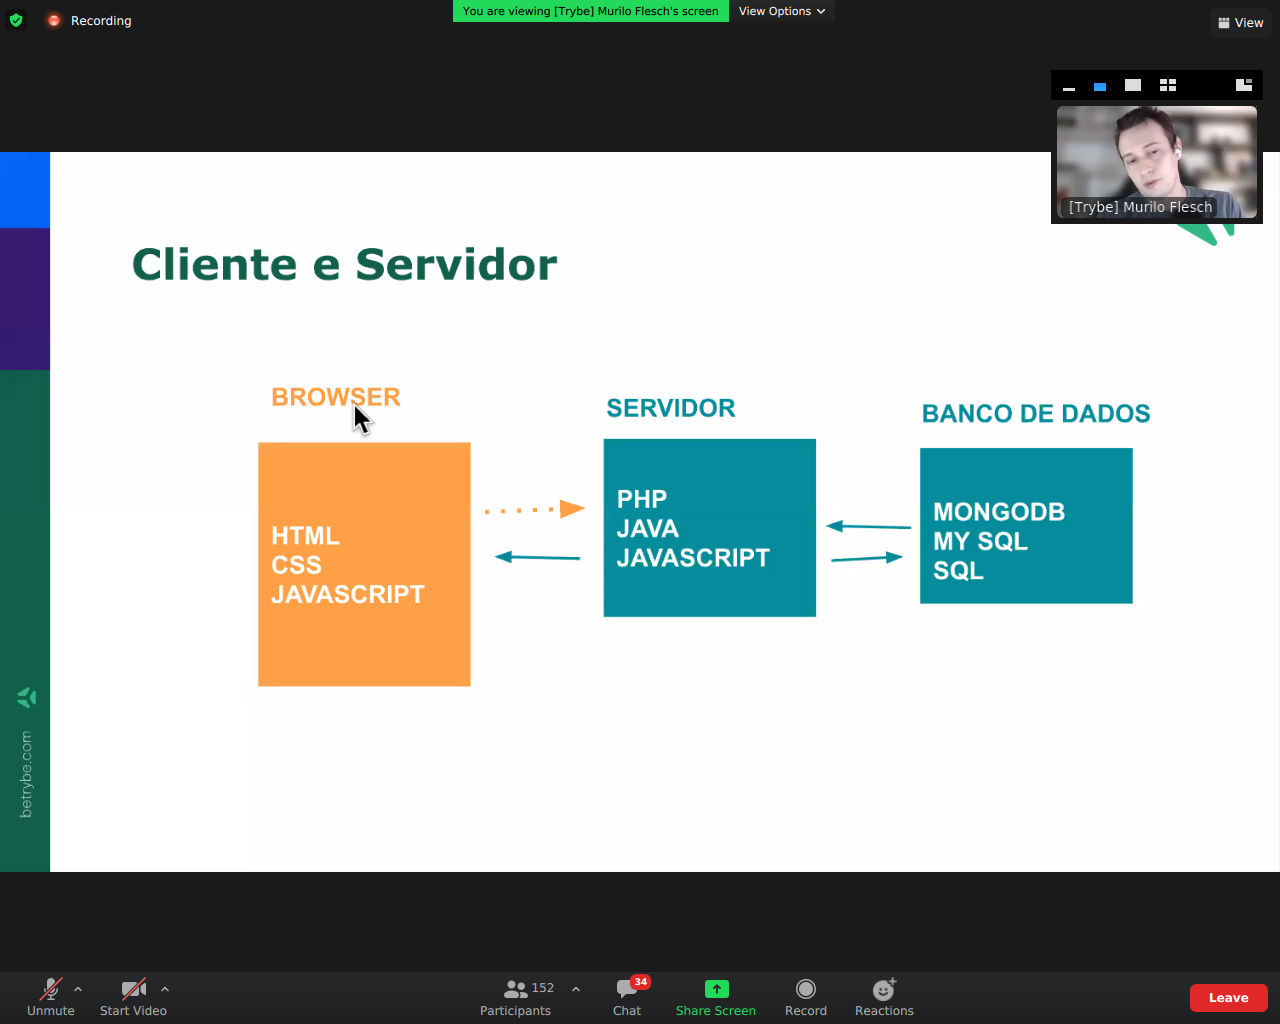 Recording
You are viewing [Trybe] Murilo Flesch's screen
View Options
View
[Trybe] Murilo Flesch
Cliente e Servidor
BROWSER
SERVIDOR
BANCO DE DADOS
HTML
CSS
JAVASCRIPT
PHP
JAVA
JAVASCRIPT
MONGODB
MY SQL
SQL
betrybe.com
Unmute
Start Video
152
Participants
34
Chat
Share Screen
Record
Reactions
Leave